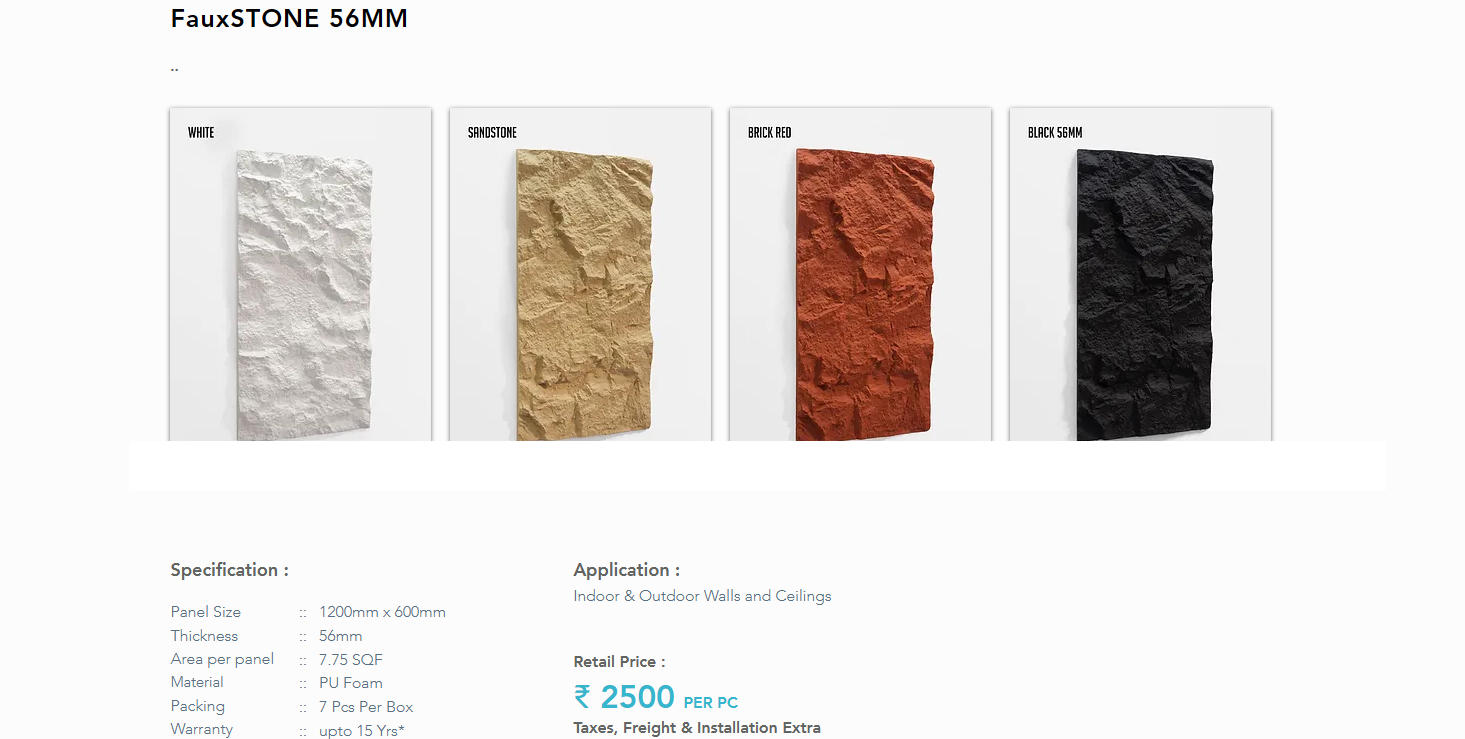 FauxSTONE 56MM
..
WHITE
SANDSTONE
BRICK RED
BLACK 56MM
Specification :
Panel Size :: 1200mm x 600mm
Thickness :: 56mm
Area per panel :: 7.75 SQF
Material :: PU Foam
Packing :: 7 Pcs Per Box
Warranty :: upto 15 Yrs*
Application :
Indoor & Outdoor Walls and Ceilings
Retail Price :
₹ 2500 PER PC
Taxes, Freight & Installation Extra